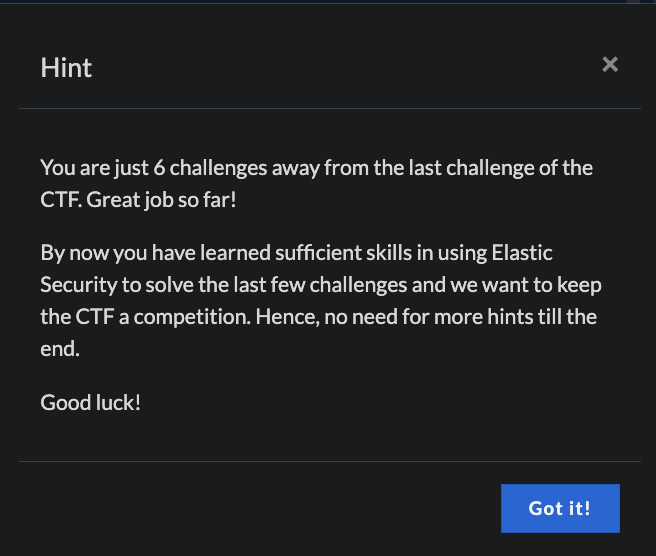 Hint
You are just 6 challenges away from the last challenge of the
CTF. Great job so far!
By now you have learned sufficient skills in using Elastic
Security to solve the last few challenges and we want to keep
the CTF a competition. Hence, no need for more hints till the
end.
Good luck!
Got it!